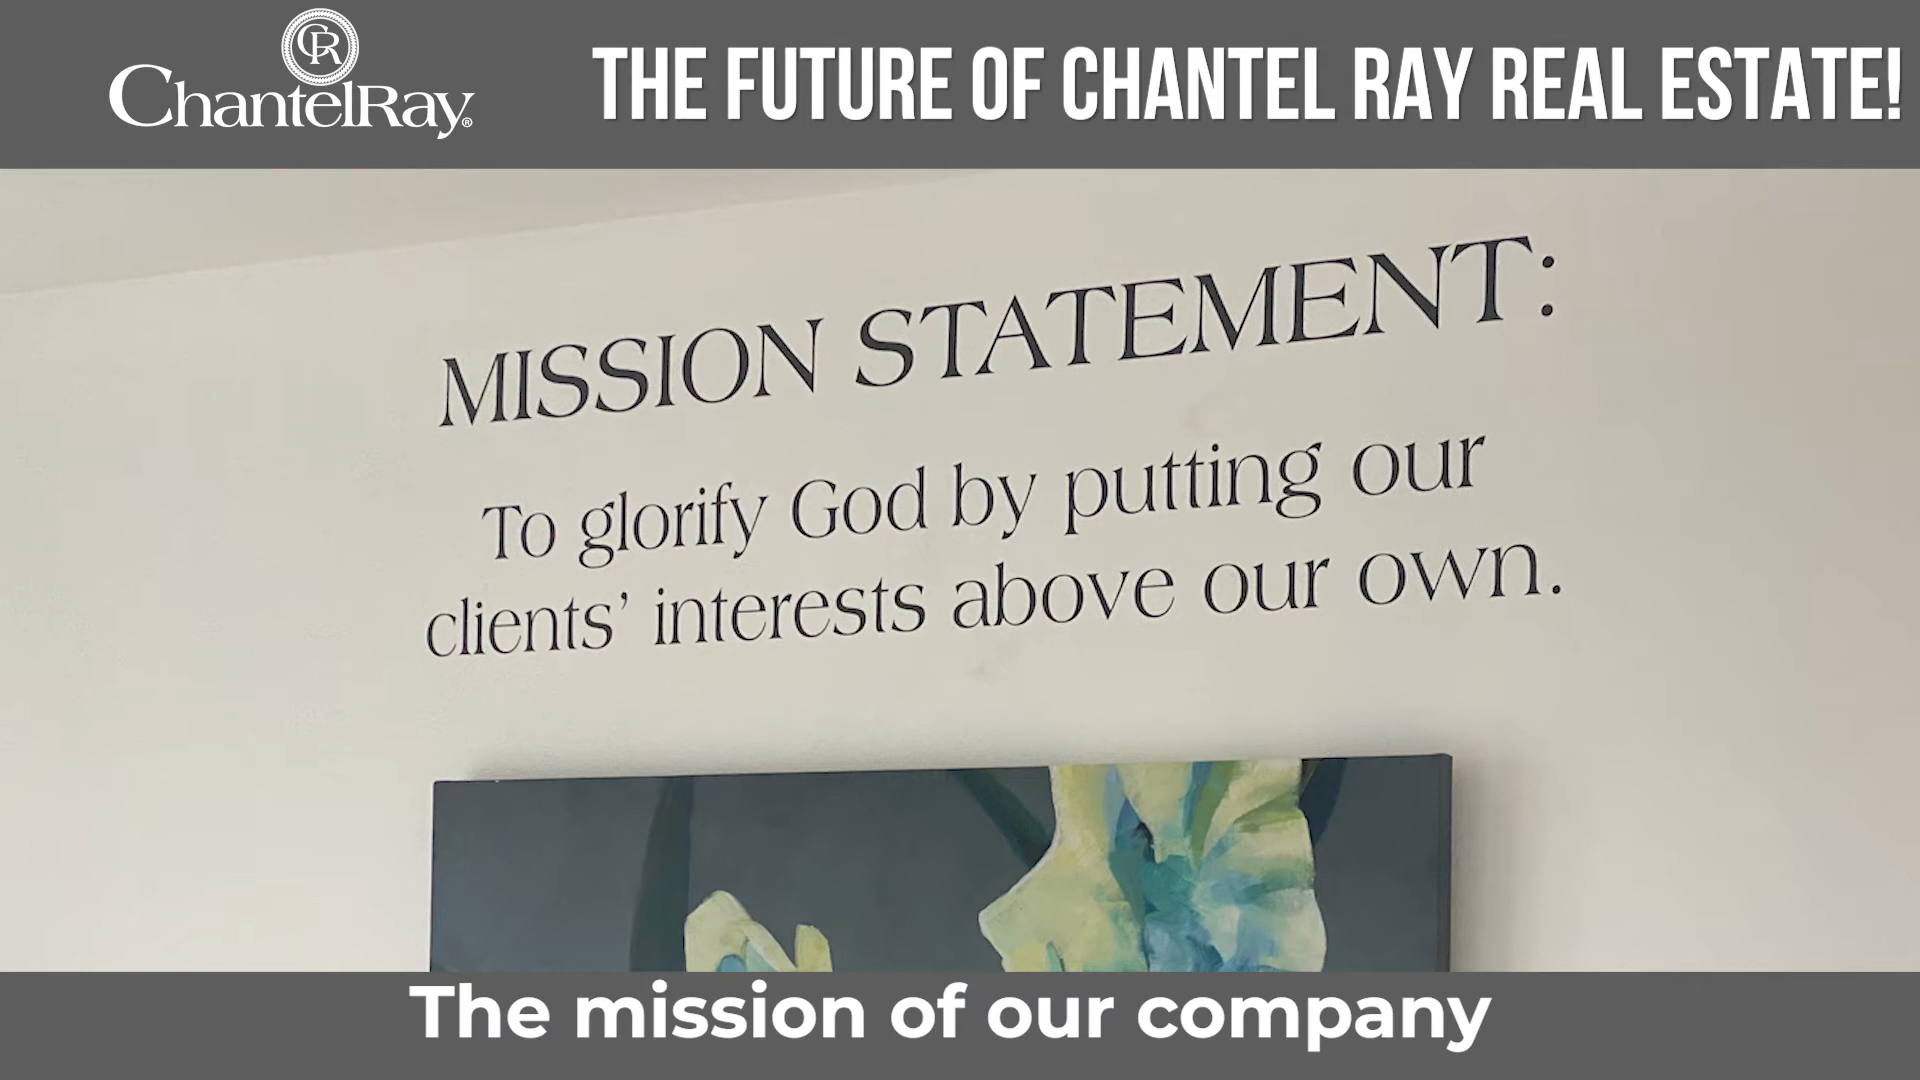 CR
ChantelRay®
THE FUTURE OF CHANTEL RAY REAL ESTATE!
MISSION STATEMENT:
To glorify God by putting our
clients’ interests above our own.
The mission of our company